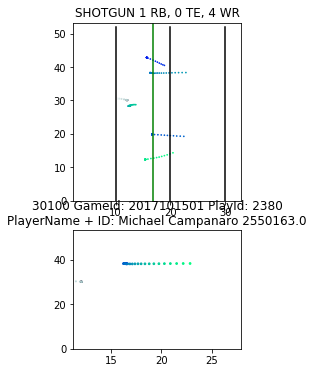 SHOTGUN 1 RB, 0 TE, 4 WR
50
40
30
20
10
0
10 20 30
30100 GameId: 2017101501 PlayId: 2380
PlayerName + ID: Michael Campanaro 2550163.0
40
20
0
15 20 25